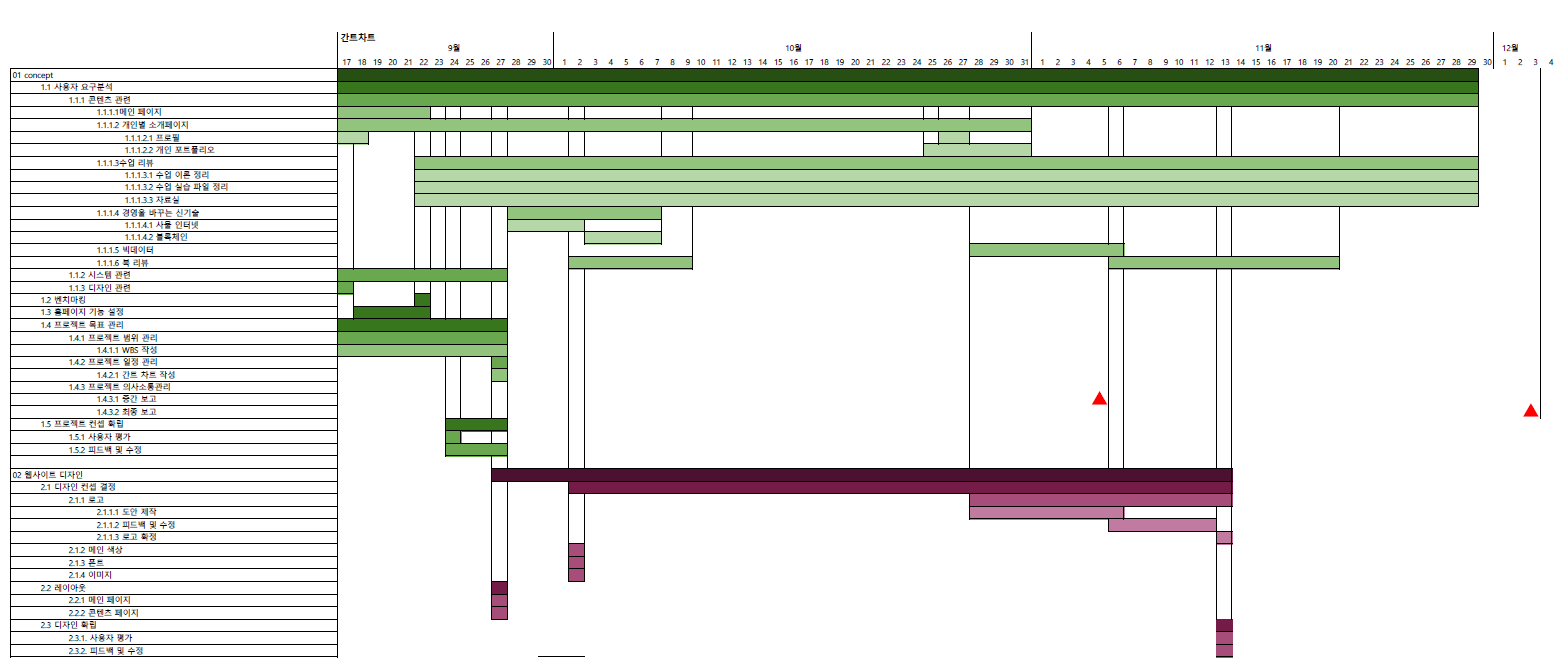 간트차트
9월 10월 11월 12월
17 18 19 20 21 22 23 24 25 26 27 28 29 30 1 2 3 4 5 6 7 8 9 10 11 12 13 14 15 16 17 18 19 20 21 22 23 24 25 26 27 28 29 30 31 1 2 3 4 5 6 7 8 9 10 11 12 13 14 15 16 17 18 19 20 21 22 23 24 25 26 27 28 29 30 1 2 3 4
01 concept
1.1 사용자 요구분석
1.1.1 콘텐츠 관련
1.1.1.1메인 페이지
1.1.1.2 개인별 소개페이지
1.1.1.2.1 프로필
1.1.1.2.2 개인 포트폴리오
1.1.1.3수업 리뷰
1.1.1.3.1 수업 이론 정리
1.1.1.3.2 수업 실습 파일 정리
1.1.1.3.3 자료실
1.1.1.4 경영을 바꾸는 신기술
1.1.1.4.1 사물 인터넷
1.1.1.4.2 블록체인
1.1.1.5 빅데이터
1.1.1.6 북 리뷰
1.1.2 시스템 관련
1.1.3 디자인 관련
1.2 벤치마킹
1.3 홈페이지 기능 설정
1.4 프로젝트 목표 관리
1.4.1 프로젝트 범위 관리
1.4.1.1 WBS 작성
1.4.2 프로젝트 일정 관리
1.4.2.1 간트 차트 작성
1.4.3 프로젝트 의사소통관리
1.4.3.1 중간 보고
1.4.3.2 최종 보고
1.5 프로젝트 컨셉 확립
1.5.1 사용자 평가
1.5.2 피드백 및 수정
02 웹사이트 디자인
2.1 디자인 컨셉 결정
2.1.1 로고
2.1.1.1 도안 제작
2.1.1.2 피드백 및 수정
2.1.1.3 로고 확정
2.1.2 메인 색상
2.1.3 폰트
2.1.4 이미지
2.2 레이아웃
2.2.1 메인 페이지
2.2.2 콘텐츠 페이지
2.3 디자인 확립
2.3.1. 사용자 평가
2.3.2. 피드백 및 수정